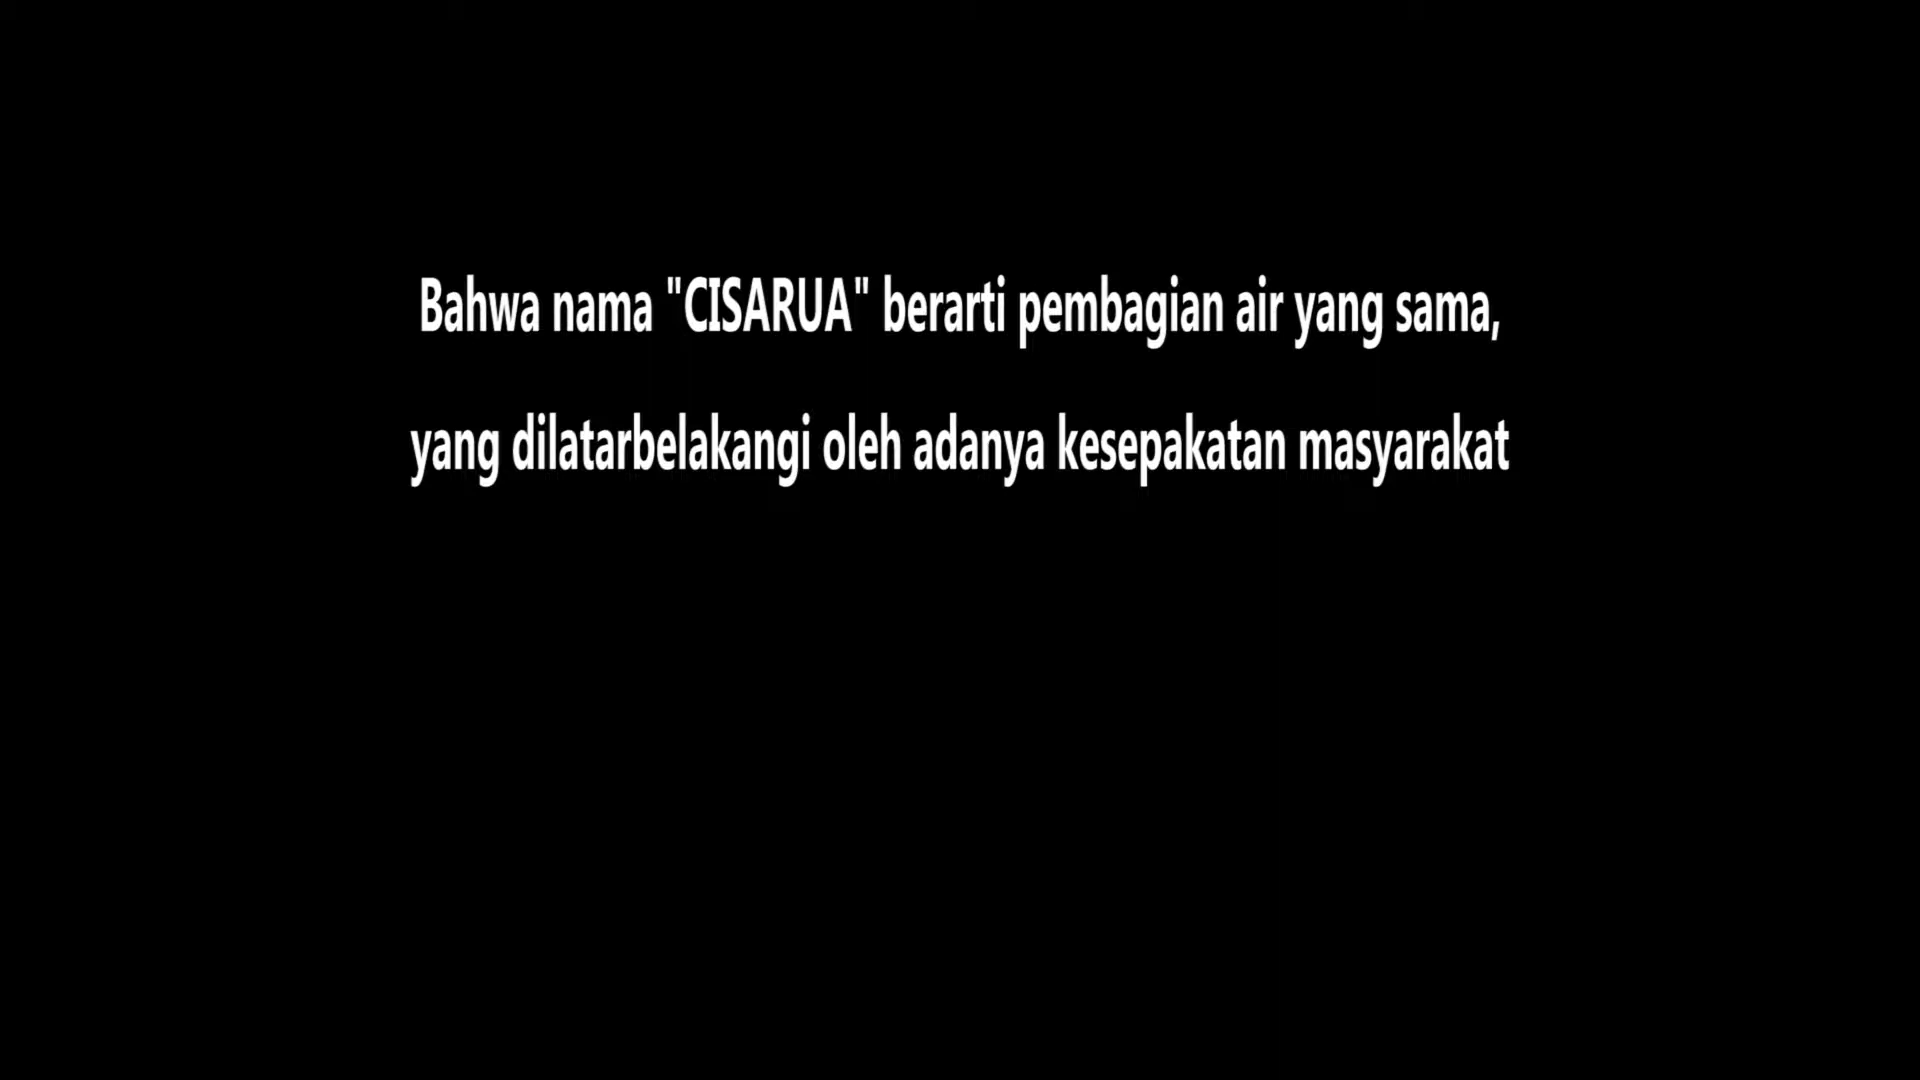 Bahwa nama "CISARUA" berarti pembagian air yang sama,
yang dilatarbelakangi oleh adanya kesepakatan masyarakat